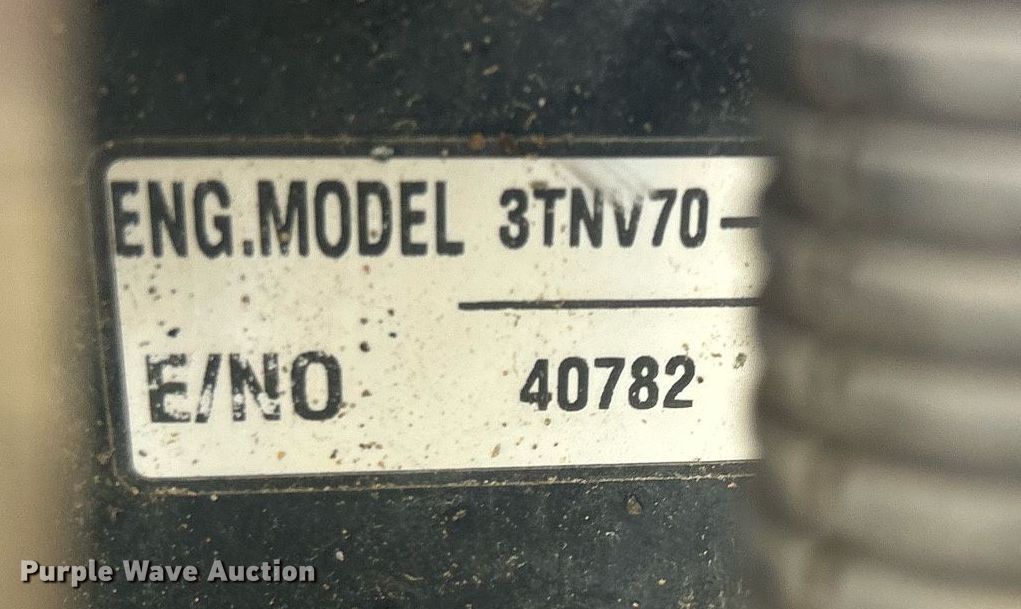 ENG.MODEL 3TNV70-
E/NO 40782
Purple Wave Auction